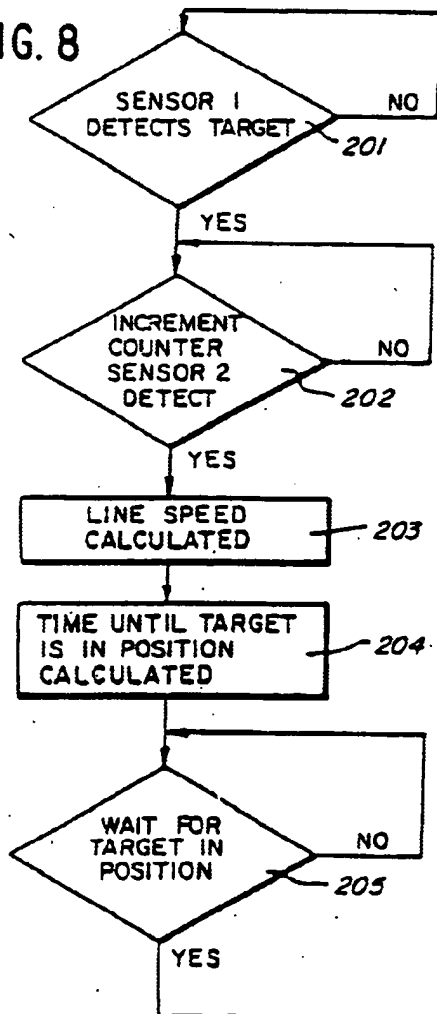 IG. 8
SENSOR 1
DETECTS TARGET
NO
201
YES
INCREMENT
COUNTER
SENSOR 2
DETECT
NO
202
YES
LINE SPEED
CALCULATED
203
TIME UNTIL TARGET
IS IN POSITION
CALCULATED
204
WAIT FOR
TARGET IN
POSITION
NO
205
YES